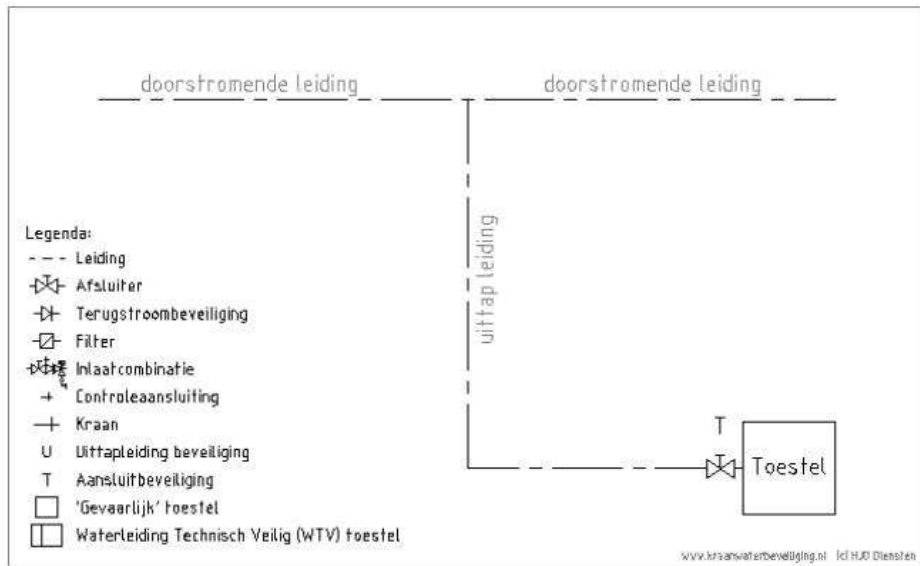 doorstromende leiding
doorstromende leiding
uittap leiding
Legenda:
Leiding
Afsluiter
Terugstroombeveiliging
Filter
Inlaatcombinatie
Controleaansluiting
Kraan
U Uittapleiding beveiliging
T Aansluitbeveiliging
'Gevaarlijk' toestel
Waterleiding Technisch Veilig (WTV) toestel
T
Toestel
www.kraanwaterbeveiliging.nl (c) HJD Diensten